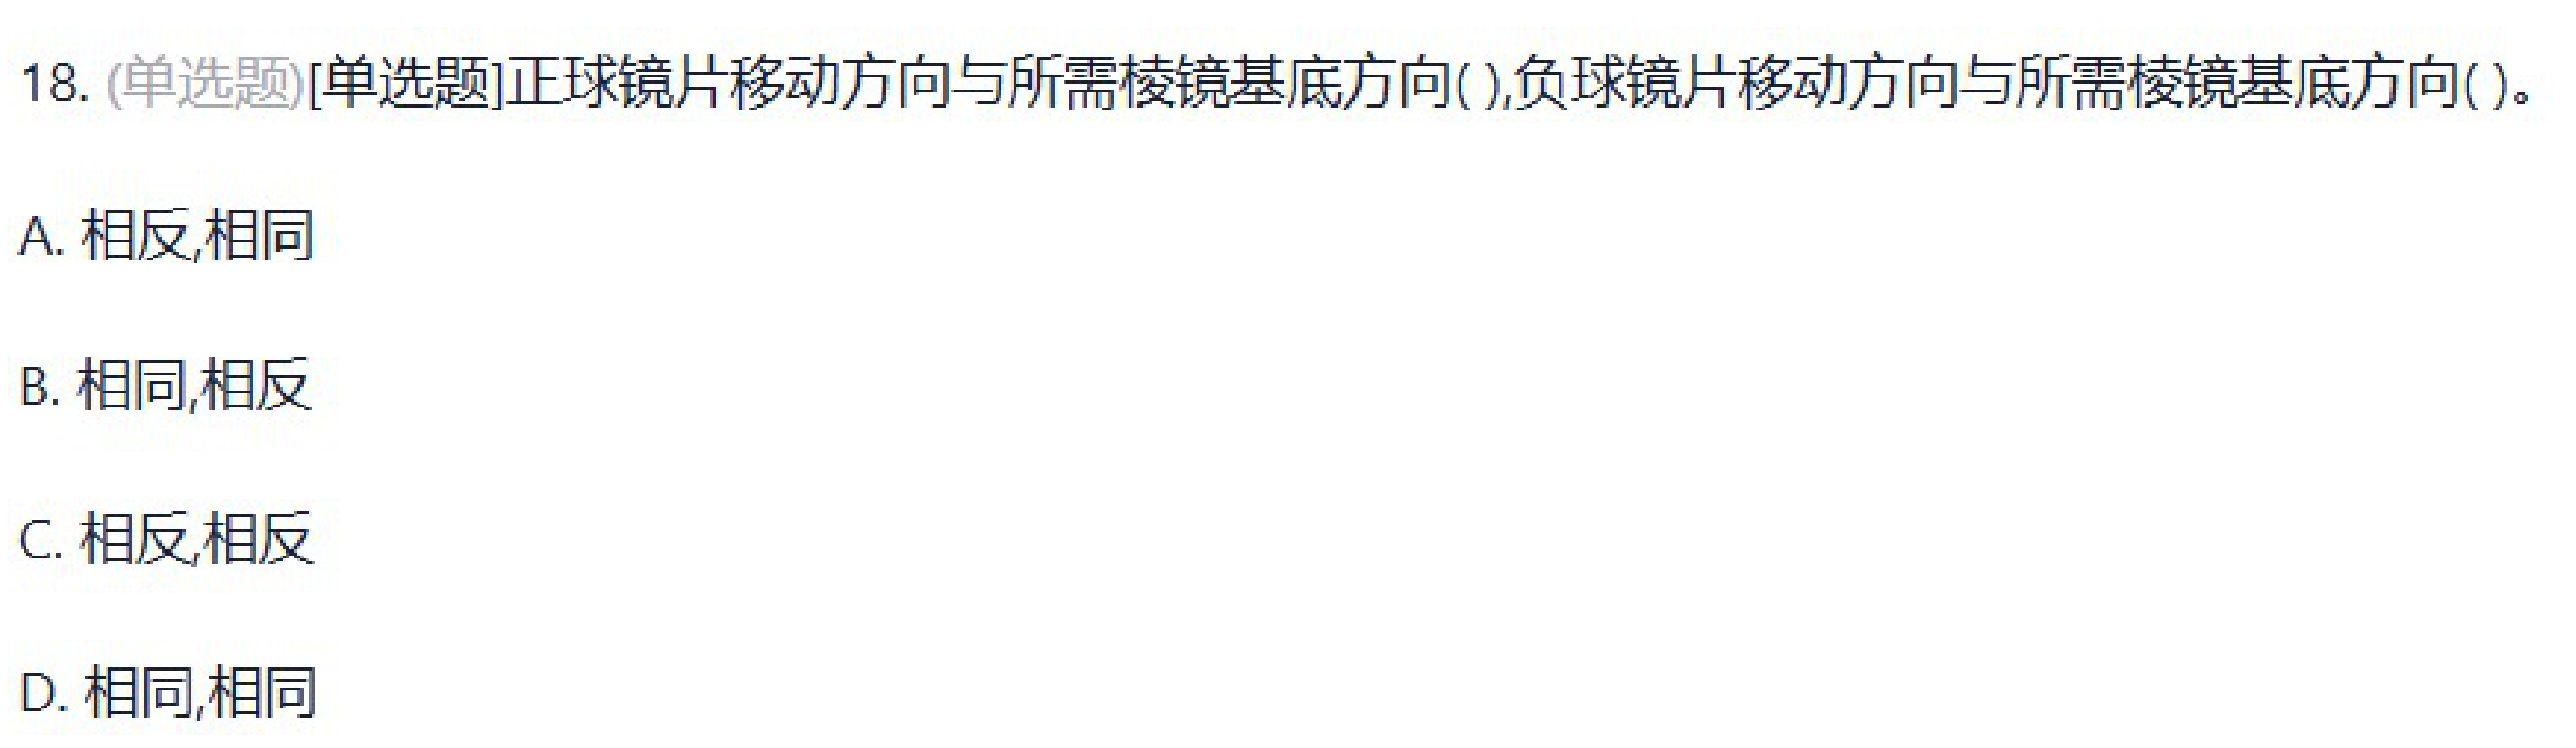 18. (单选题)[单选题]正球镜片移动方向与所需棱镜基底方向( ),负球镜片移动方向与所需棱镜基底方向( )。
A. 相反,相同
B. 相同,相反
C. 相反,相反
D. 相同,相同